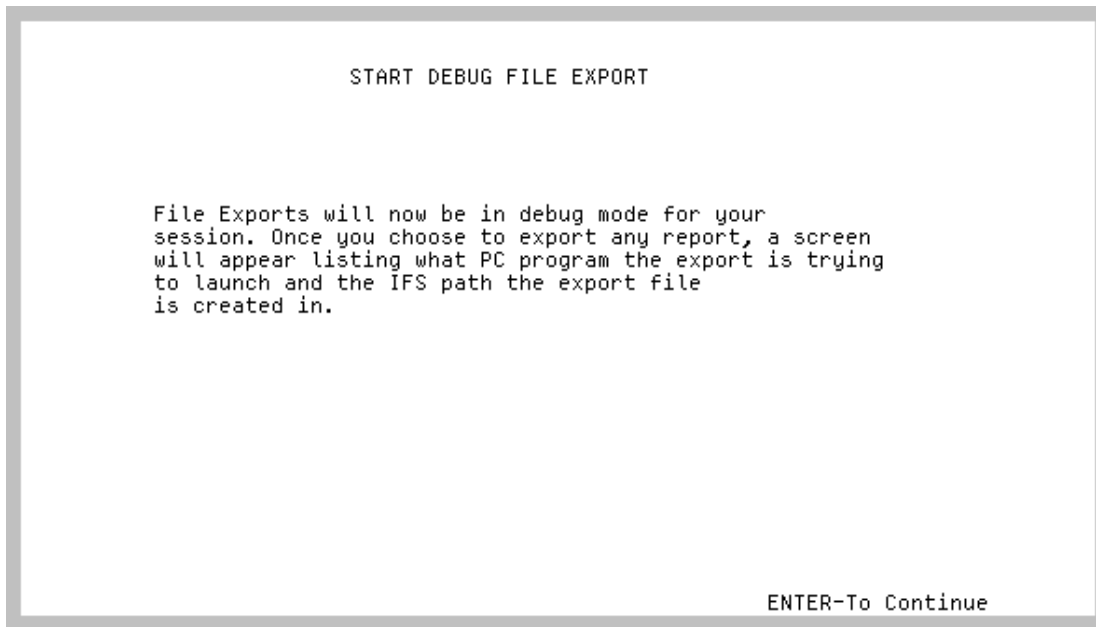 START DEBUG FILE EXPORT
File Exports will now be in debug mode for your
session. Once you choose to export any report, a screen
will appear listing what PC program the export is trying
to launch and the IFS path the export file
is created in.
ENTER-To Continue